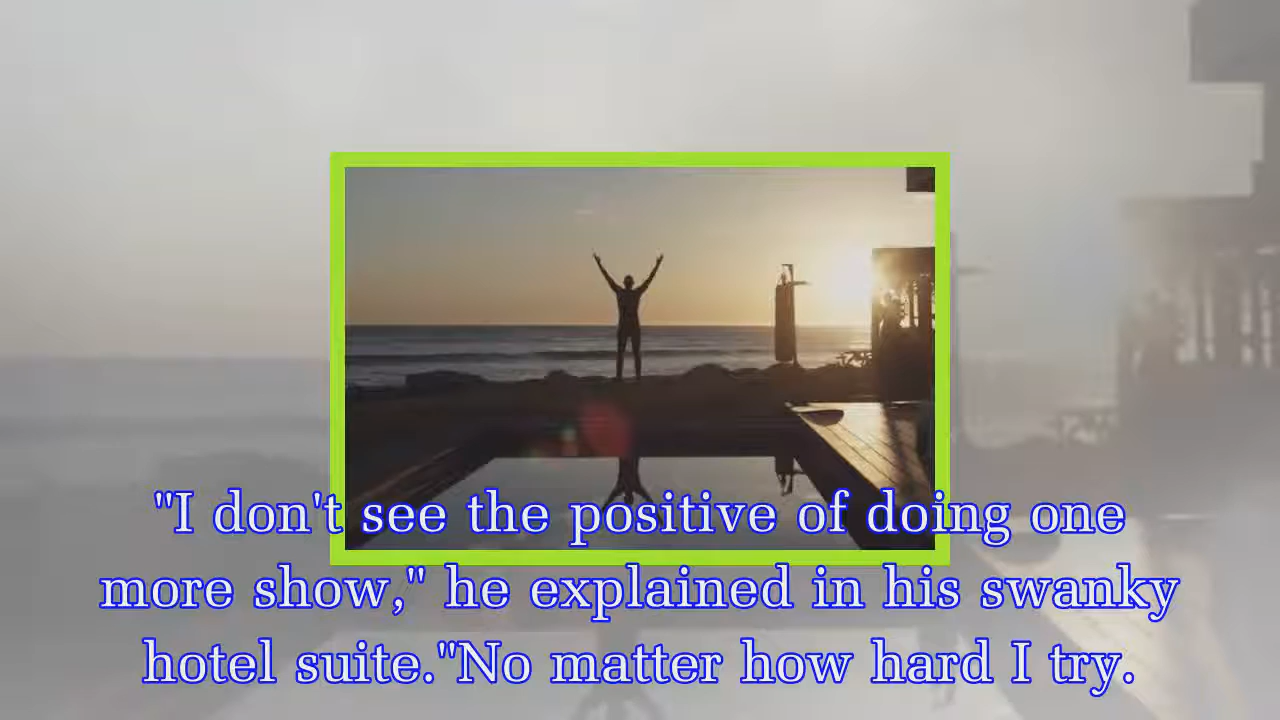 "I don't see the positive of doing one
more show," he explained in his swanky
hotel suite."No matter how hard I try.